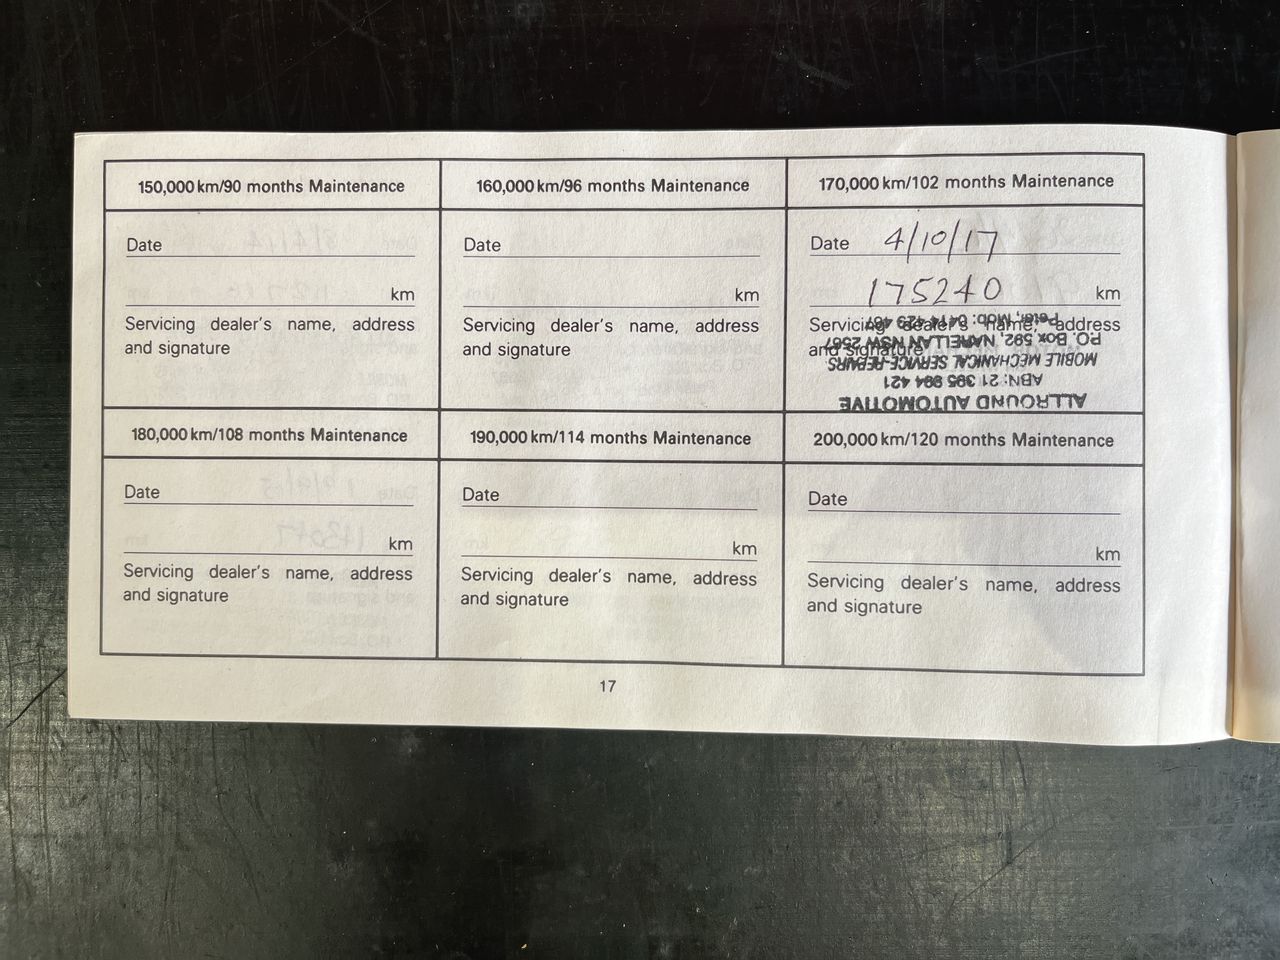 150,000 km/90 months Maintenance
160,000 km/96 months Maintenance
170,000 km/102 months Maintenance
Date
km
Servicing dealer's name, address
and signature
Date
km
Servicing dealer's name, address
and signature
Date 4/10/17
175240 km
Servicing dealer's name, address
and signature
ALLROUND AUTOMOTIVE
ABN: 21 395 994 421
MOBILE MECHANICAL SERVICE-REPAIRS
P.O. Box 592, NARELLAN NSW 2567
Peter, Mob:
180,000 km/108 months Maintenance
190,000 km/114 months Maintenance
200,000 km/120 months Maintenance
Date
km
Servicing dealer's name, address
and signature
Date
km
Servicing dealer's name, address
and signature
Date
km
Servicing dealer's name, address
and signature
17